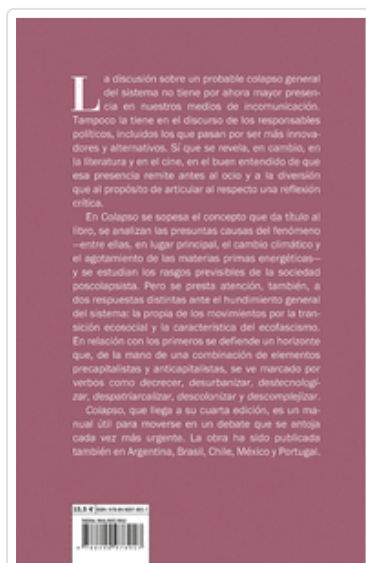 La discusión sobre un probable colapso general
del sistema no tiene por ahora mayor presen-
cia en nuestros medios de incomunicación.
Tampoco la tiene en el discurso de los responsables
políticos, incluidos los que pasan por ser más innova-
dores y alternativos. Sí que se revela, en cambio, en
la literatura y en el cine, en el buen entendido de que
esa presencia remite antes al ocio y a la diversión
que al propósito de articular al respecto una reflexión
crítica.
En Colapso se sopesa el concepto que da título al
libro, se analizan las presuntas causas del fenómeno
—entre ellas, en lugar principal, el cambio climático y
el agotamiento de las materias primas energéticas—
y se estudian los rasgos previsibles de la sociedad
poscolapsista. Pero se presta atención, también, a
dos respuestas distintas ante el hundimiento general
del sistema: la propia de los movimientos por la tran-
sición ecosocial y la característica del ecofascismo.
En relación con los primeros se defiende un horizonte
que, de la mano de una combinación de elementos
precapitalistas y anticapitalistas, se ve marcado por
verbos como decrecer, desurbanizar, destecnologi-
zar, despatriarcalizar, descolonizar y descomplejizar.
Colapso, que llega a su cuarta edición, es un ma-
nual útil para moverse en un debate que se antoja
cada vez más urgente. La obra ha sido publicada
también en Argentina, Brasil, Chile, México y Portugal.